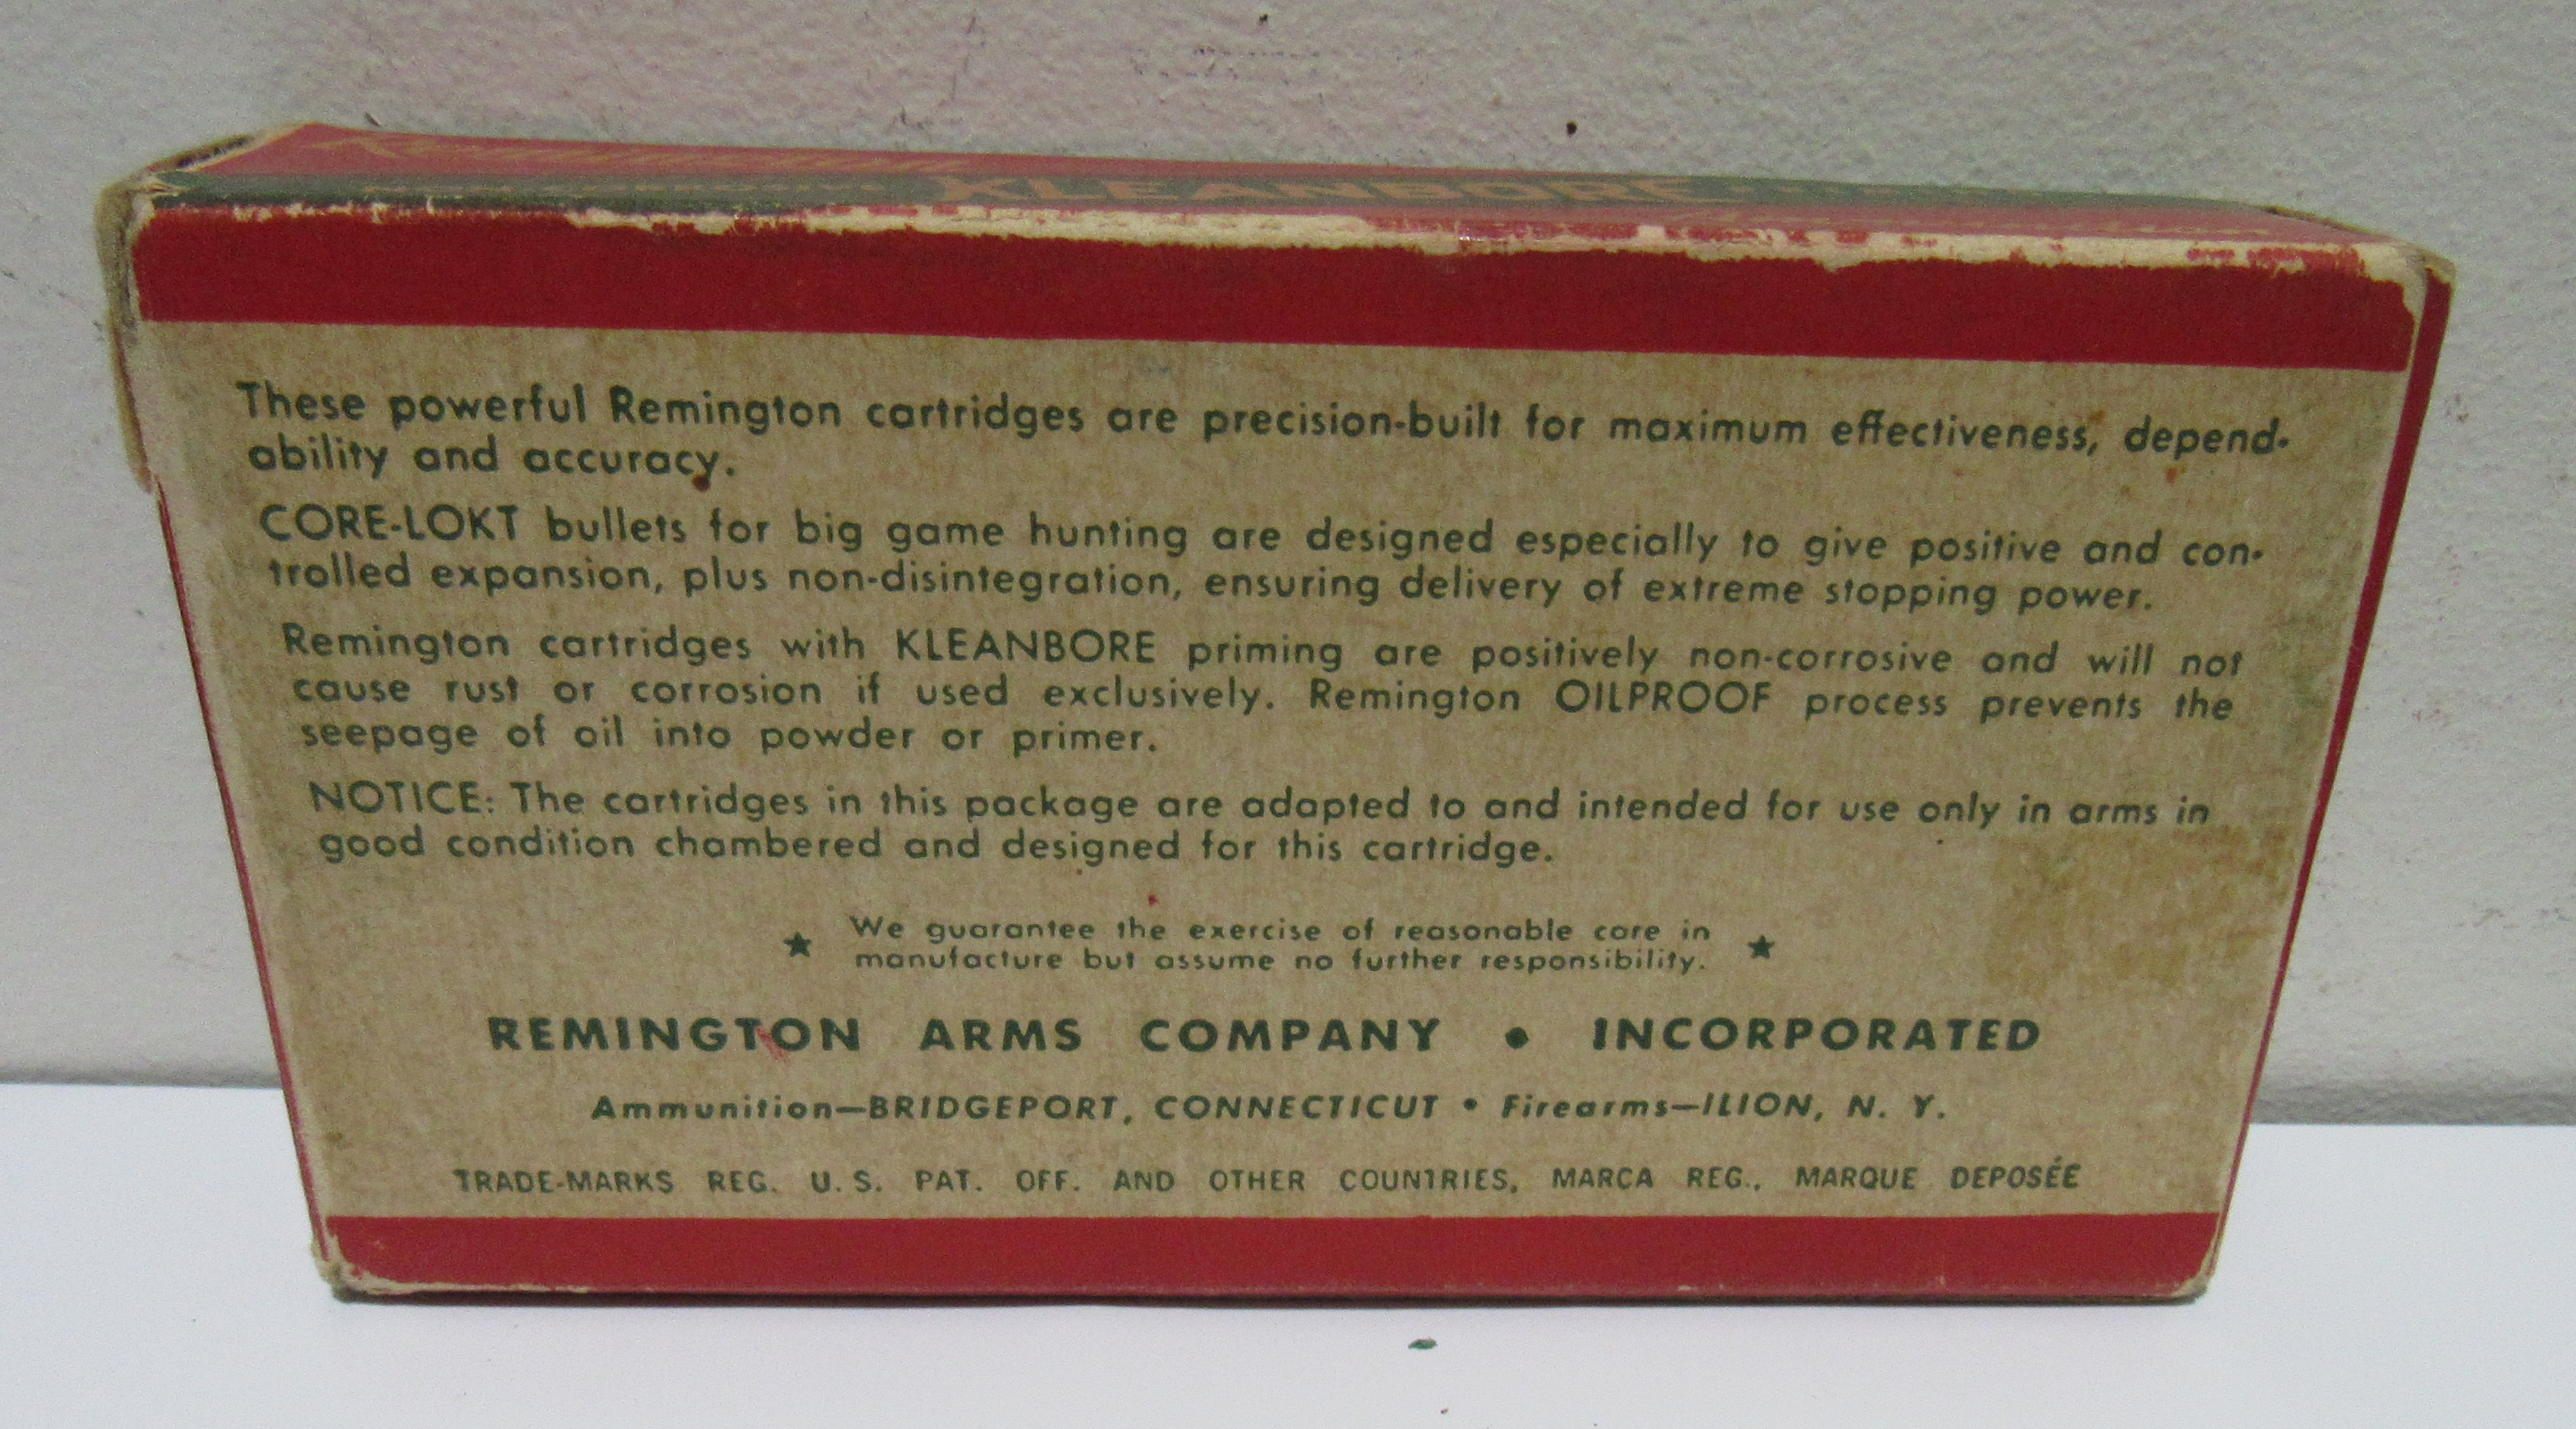 Remington
KLEANBORE
These powerful Remington cartridges are precision-built for maximum effectiveness, depend-
ability and accuracy.
CORE-LOKT bullets for big game hunting are designed especially to give positive and con-
trolled expansion, plus non-disintegration, ensuring delivery of extreme stopping power.
Remington cartridges with KLEANBORE priming are positively non-corrosive and will not
cause rust or corrosion if used exclusively. Remington OILPROOF process prevents the
seepage of oil into powder or primer.
NOTICE: The cartridges in this package are adapted to and intended for use only in arms in
good condition chambered and designed for this cartridge.
★ We guarantee the exercise of reasonable care in ★
manufacture but assume no further responsibility.
REMINGTON ARMS COMPANY • INCORPORATED
Ammunition—BRIDGEPORT, CONNECTICUT • Firearms—ILION, N. Y.
TRADE-MARKS REG. U. S. PAT. OFF. AND OTHER COUNTRIES, MARCA REG., MARQUE DEPOSÉE